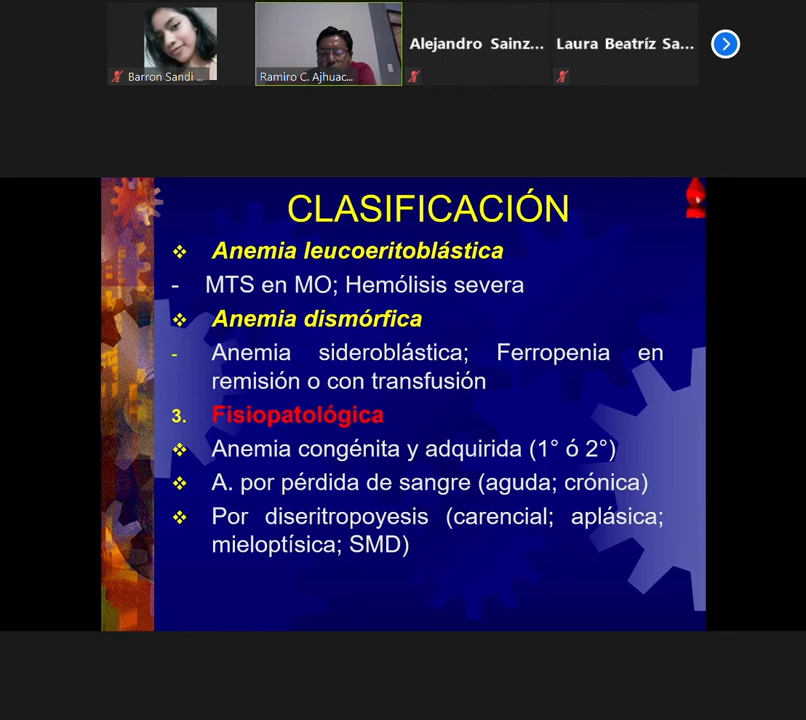 Barron Sandi ...
Ramiro C. Ajhuac...
Alejandro Sainz...
Laura Beatríz Sa...
CLASIFICACIÓN
❖ Anemia leucoeritoblástica
- MTS en MO; Hemólisis severa
❖ Anemia dismórfica
- Anemia sideroblástica; Ferropenia en
remisión o con transfusión
3. Fisiopatológica
❖ Anemia congénita y adquirida (1° ó 2°)
❖ A. por pérdida de sangre (aguda; crónica)
❖ Por diseritropoyesis (carencial; aplásica;
mieloptísica; SMD)